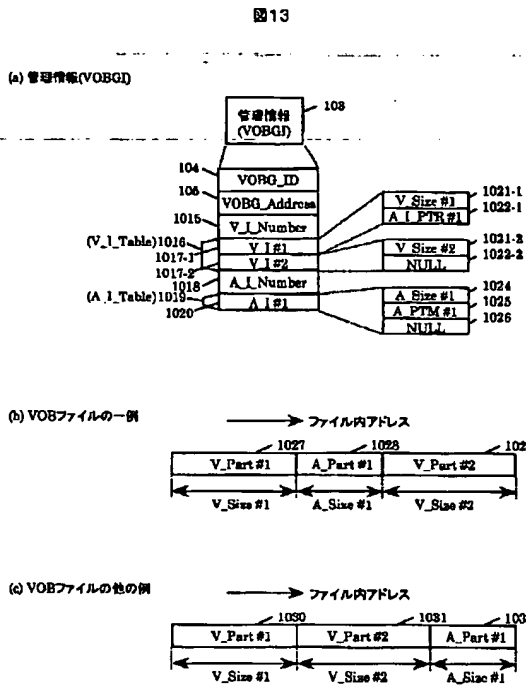 図13
(a) 管理情報(VOBGI)
管理情報
(VOBGI)
108
104
VOBG_ID
106
VOBG_Address
1015
V_I_Number
(V_I_Table)1016
V_I#1
1017-1
V_I#2
1017-2
1018
A_I_Number
(A_I_Table)1019
A_I#1
1020
V_Size #1
1021-1
A_I_PTR #1
1022-1
V_Size #2
1021-2
NULL
1022-2
A_Size #1
1024
A_PTM #1
1025
NULL
1026
(b) VOBファイルの一例
ファイル内アドレス
1027 1028 102
V_Part #1 A_Part #1 V_Part #2
V_Size #1 A_Size #1 V_Size #2
(c) VOBファイルの他の例
ファイル内アドレス
1030 1031 103
V_Part #1 V_Part #2 A_Part #1
V_Size #1 V_Size #2 A_Size #1